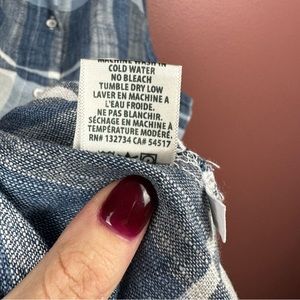 MACHINE WASH IN
COLD WATER
NO BLEACH
TUMBLE DRY LOW
LAVER EN MACHINE A
L'EAU FROIDE.
NE PAS BLANCHIR.
SÉCHAGE EN MACHINE A
TEMPÉRATURE MODÉRÉ.
RN# 132734 CA# 54517